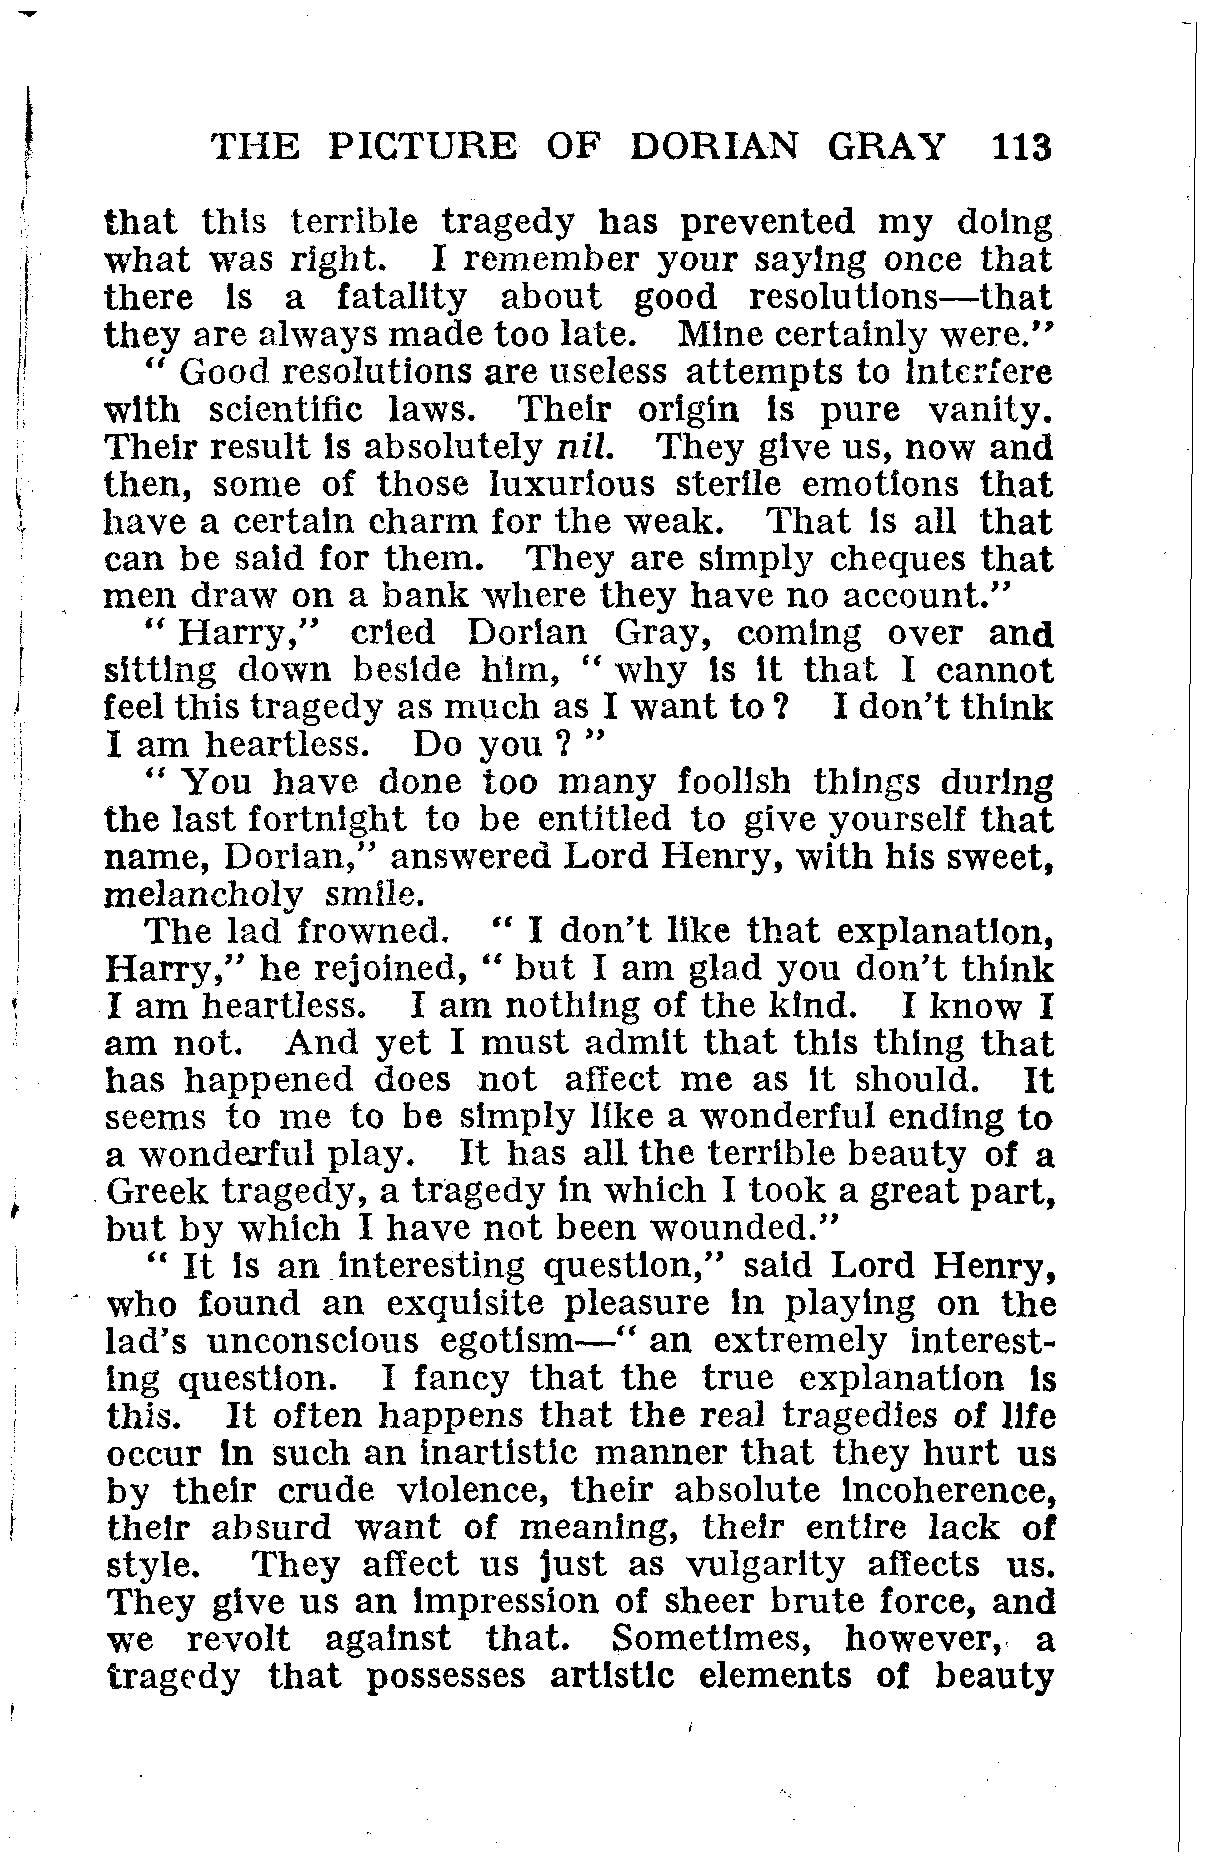 THE PICTURE OF DORIAN GRAY 113
that this terrible tragedy has prevented my doing
what was right. I remember your saying once that
there is a fatality about good resolutions—that
they are always made too late. Mine certainly were."
" Good resolutions are useless attempts to interfere
with scientific laws. Their origin is pure vanity.
Their result is absolutely nil. They give us, now and
then, some of those luxurious sterile emotions that
have a certain charm for the weak. That is all that
can be said for them. They are simply cheques that
men draw on a bank where they have no account."
" Harry," cried Dorian Gray, coming over and
sitting down beside him, " why is it that I cannot
feel this tragedy as much as I want to ? I don't think
I am heartless. Do you ? "
" You have done too many foolish things during
the last fortnight to be entitled to give yourself that
name, Dorian," answered Lord Henry, with his sweet,
melancholy smile.
The lad frowned. " I don't like that explanation,
Harry," he rejoined, " but I am glad you don't think
I am heartless. I am nothing of the kind. I know I
am not. And yet I must admit that this thing that
has happened does not affect me as it should. It
seems to me to be simply like a wonderful ending to
a wonderful play. It has all the terrible beauty of a
Greek tragedy, a tragedy in which I took a great part,
but by which I have not been wounded."
" It is an interesting question," said Lord Henry,
who found an exquisite pleasure in playing on the
lad's unconscious egotism—" an extremely interest-
ing question. I fancy that the true explanation is
this. It often happens that the real tragedies of life
occur in such an inartistic manner that they hurt us
by their crude violence, their absolute incoherence,
their absurd want of meaning, their entire lack of
style. They affect us just as vulgarity affects us.
They give us an impression of sheer brute force, and
we revolt against that. Sometimes, however, a
tragedy that possesses artistic elements of beauty